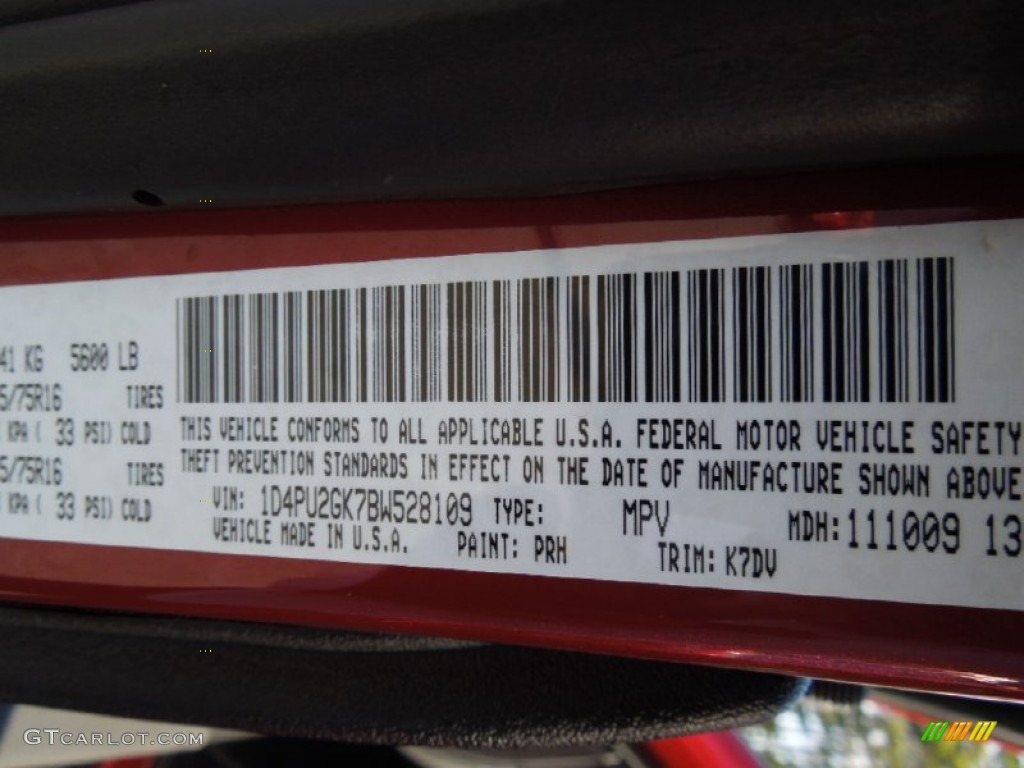 41 KG 5600 LB
5/75R16 TIRES
KPA ( 33 PSI) COLD
5/75R16 TIRES
KPA ( 33 PSI) COLD
THIS VEHICLE CONFORMS TO ALL APPLICABLE U.S.A. FEDERAL MOTOR VEHICLE SAFETY
THEFT PREVENTION STANDARDS IN EFFECT ON THE DATE OF MANUFACTURE SHOWN ABOVE
VIN: 1D4PU2GK7BW528109 TYPE: MPV MDH: 111009 13
VEHICLE MADE IN U.S.A. PAINT: PRH TRIM: K7DV
GTCARLOT.COM